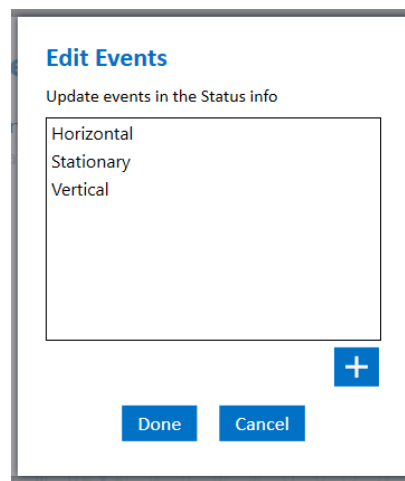 Edit Events
Update events in the Status info
Horizontal
Stationary
Vertical
+
Done
Cancel